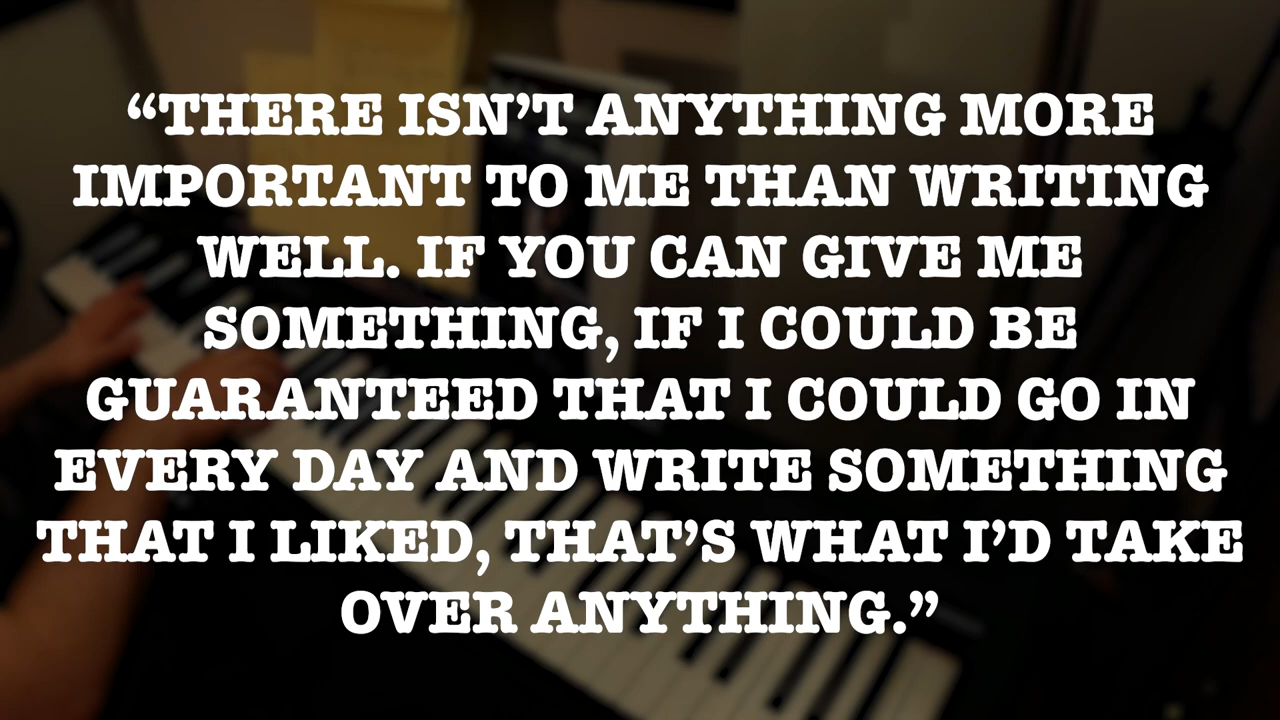 “THERE ISN’T ANYTHING MORE
IMPORTANT TO ME THAN WRITING
WELL. IF YOU CAN GIVE ME
SOMETHING, IF I COULD BE
GUARANTEED THAT I COULD GO IN
EVERY DAY AND WRITE SOMETHING
THAT I LIKED, THAT’S WHAT I’D TAKE
OVER ANYTHING.”